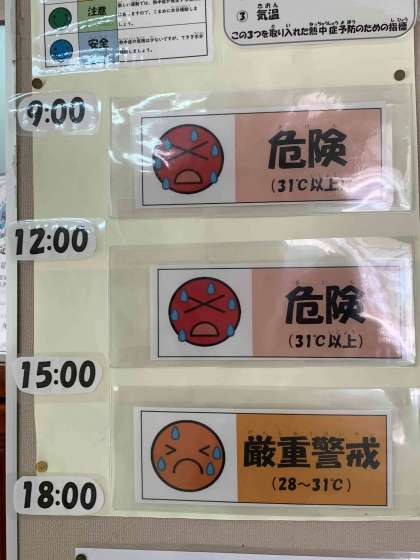 注意
安全
③ 気温
この3つを取り入れた熱中症予防のための指標
9:00
危険
(31℃以上)
12:00
危険
(31℃以上)
15:00
厳重警戒
(28～31℃)
18:00